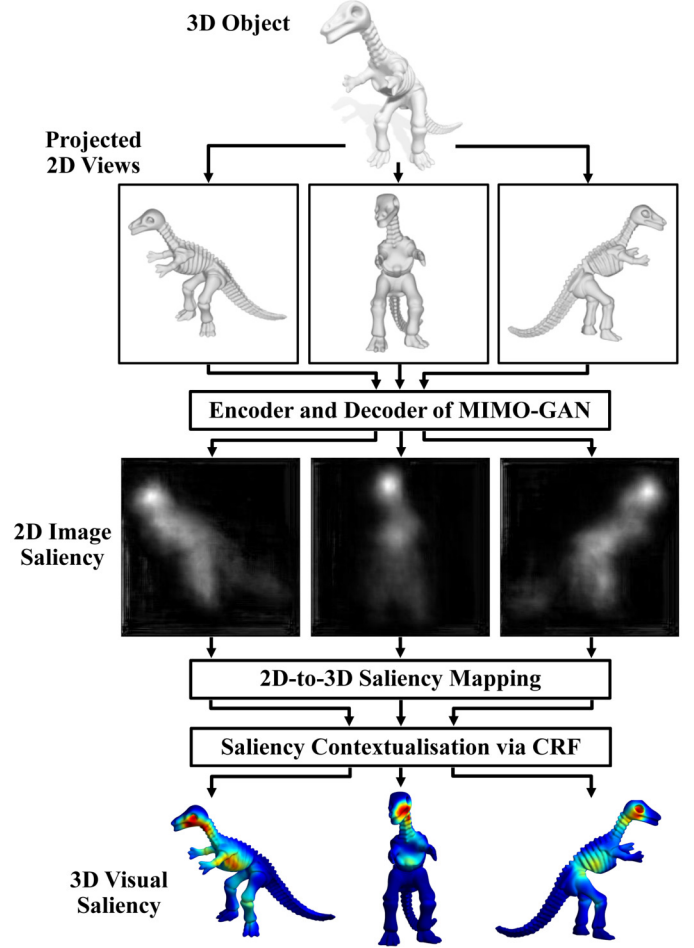 3D Object
Projected
2D Views
Encoder and Decoder of MIMO-GAN
2D Image
Saliency
2D-to-3D Saliency Mapping
Saliency Contextualisation via CRF
3D Visual
Saliency